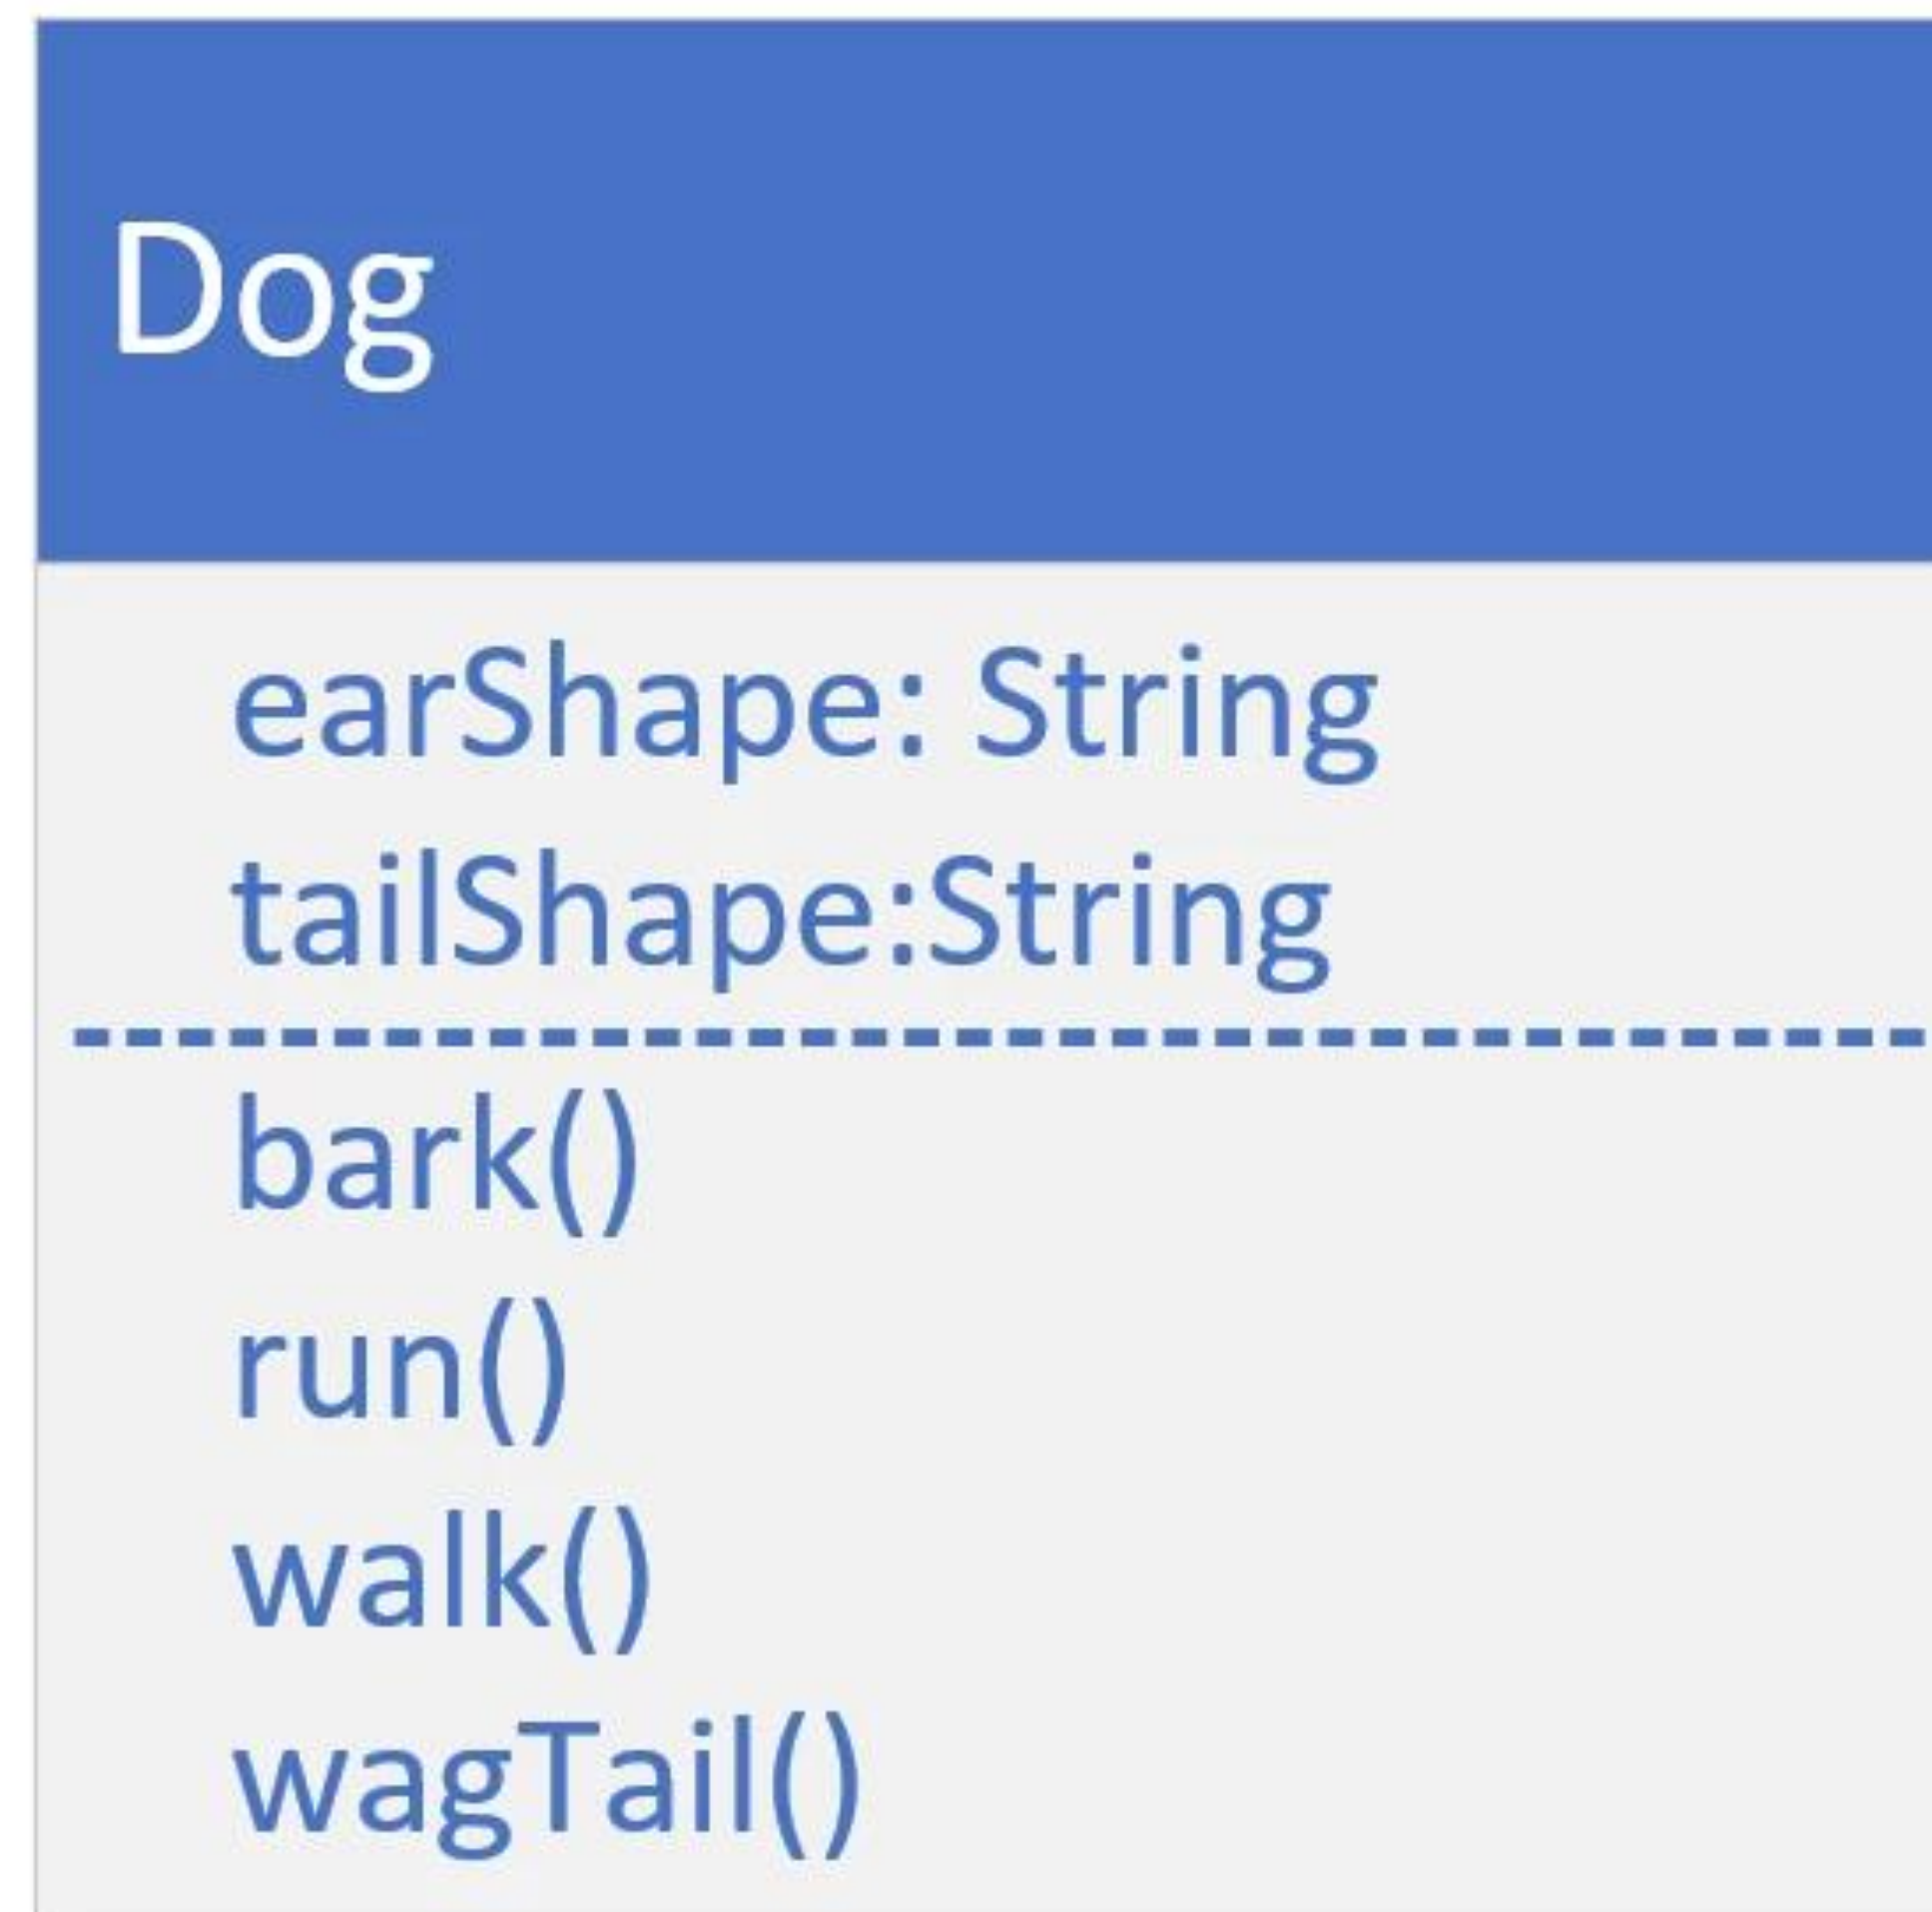 Dog
earShape: String
tailShape:String
bark()
run()
walk()
wagTail()